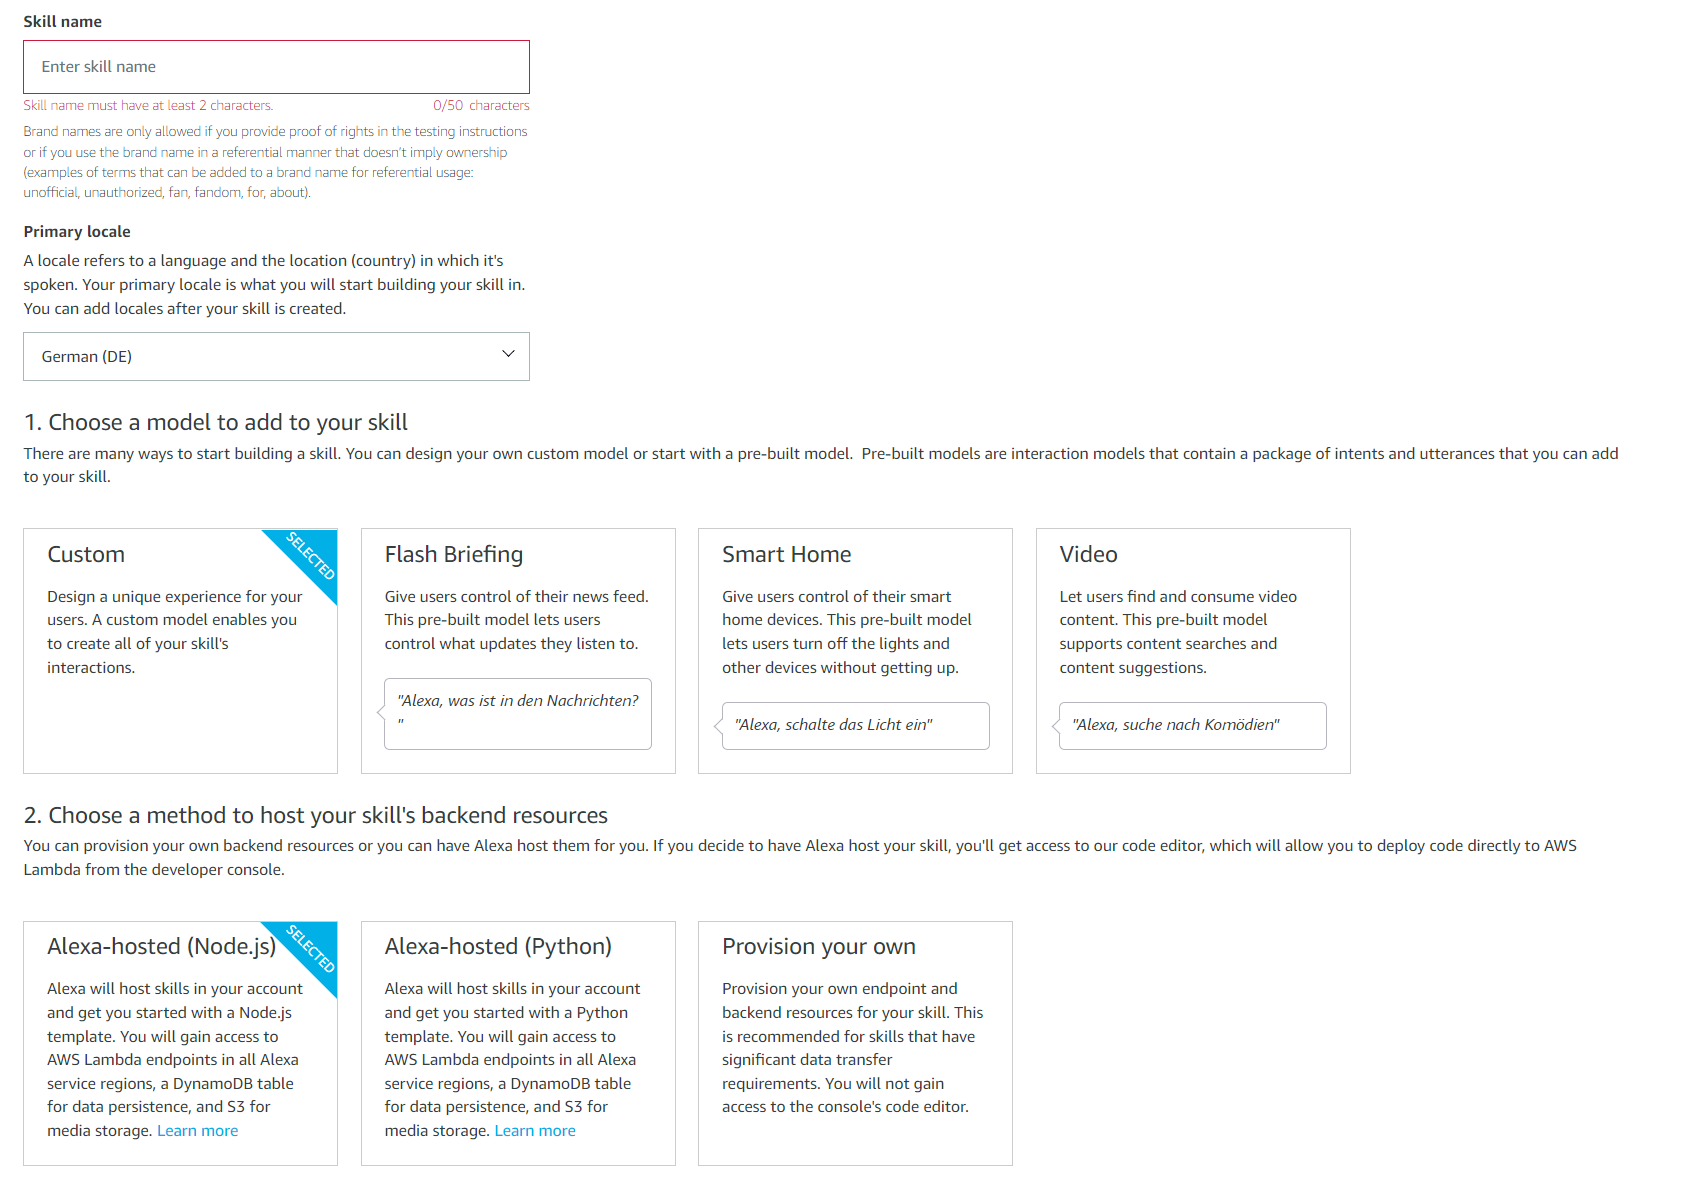 Skill name
Enter skill name
Skill name must have at least 2 characters.
0/50 characters
Brand names are only allowed if you provide proof of rights in the testing instructions
or if you use the brand name in a referential manner that doesn't imply ownership
(examples of terms that can be added to a brand name for referential usage:
unofficial, unauthorized, fan, fandom, for, about).
Primary locale
A locale refers to a language and the location (country) in which it's
spoken. Your primary locale is what you will start building your skill in.
You can add locales after your skill is created.
German (DE)
1. Choose a model to add to your skill
There are many ways to start building a skill. You can design your own custom model or start with a pre-built model. Pre-built models are interaction models that contain a package of intents and utterances that you can add
to your skill.
Custom
SELECTED
Design a unique experience for your
users. A custom model enables you
to create all of your skill's
interactions.
Flash Briefing
Give users control of their news feed.
This pre-built model lets users
control what updates they listen to.
"Alexa, was ist in den Nachrichten?
"
Smart Home
Give users control of their smart
home devices. This pre-built model
lets users turn off the lights and
other devices without getting up.
"Alexa, schalte das Licht ein"
Video
Let users find and consume video
content. This pre-built model
supports content searches and
content suggestions.
"Alexa, suche nach Komödien"
2. Choose a method to host your skill's backend resources
You can provision your own backend resources or you can have Alexa host them for you. If you decide to have Alexa host your skill, you'll get access to our code editor, which will allow you to deploy code directly to AWS
Lambda from the developer console.
Alexa-hosted (Node.js)
SELECTED
Alexa will host skills in your account
and get you started with a Node.js
template. You will gain access to
AWS Lambda endpoints in all Alexa
service regions, a DynamoDB table
for data persistence, and S3 for
media storage. Learn more
Alexa-hosted (Python)
Alexa will host skills in your account
and get you started with a Python
template. You will gain access to
AWS Lambda endpoints in all Alexa
service regions, a DynamoDB table
for data persistence, and S3 for
media storage. Learn more
Provision your own
Provision your own endpoint and
backend resources for your skill. This
is recommended for skills that have
significant data transfer
requirements. You will not gain
access to the console's code editor.